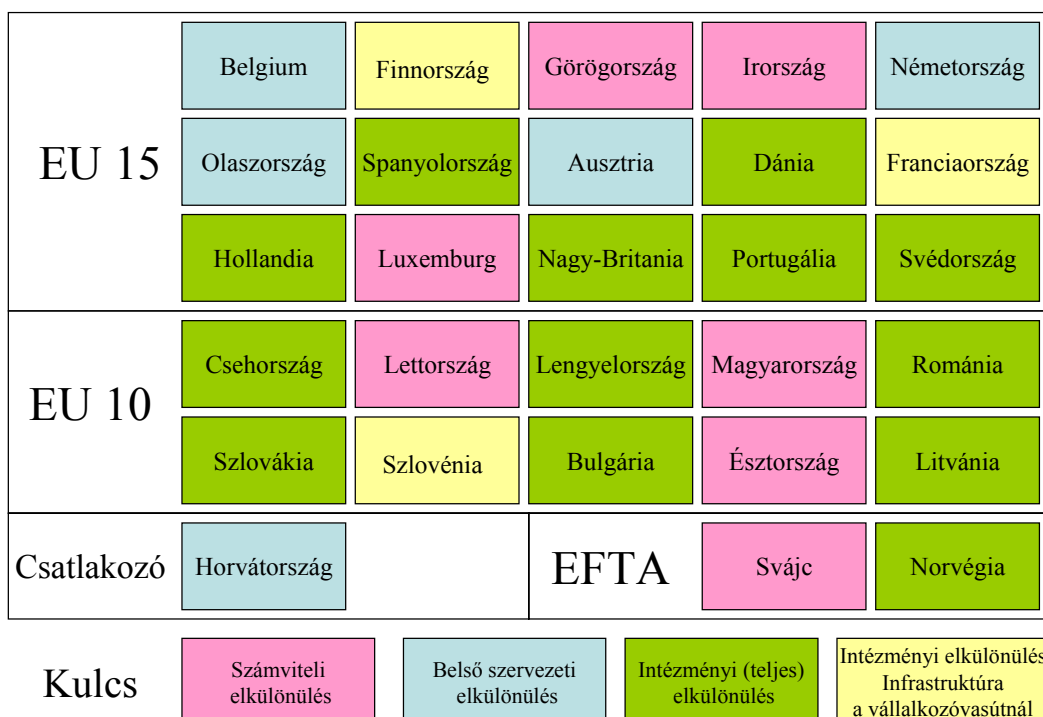 EU 15
Belgium
Finnország
Görögország
Irország
Németország
Olaszország
Spanyolország
Ausztria
Dánia
Franciaország
Hollandia
Luxemburg
Nagy-Britania
Portugália
Svédország
EU 10
Csehország
Lettország
Lengyelország
Magyarország
Románia
Szlovákia
Szlovénia
Bulgária
Észtország
Litvánia
Csatlakozó
Horvátország
EFTA
Svájc
Norvégia
Kulcs
Számviteli
elkülönülés
Belső szervezeti
elkülönülés
Intézményi (teljes)
elkülönülés
Intézményi elkülönülés
Infrastruktúra
a vállalkozóvasútnál